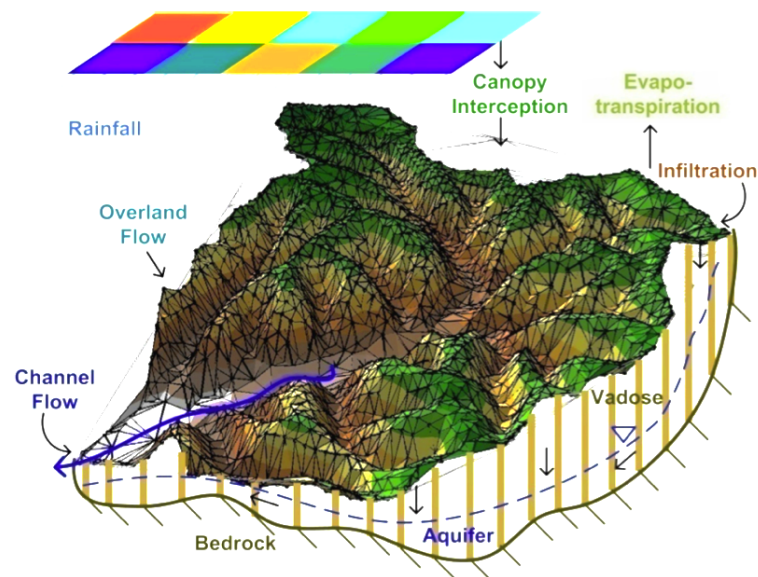 Canopy
Interception
Evapo-
transpiration
Rainfall
Infiltration
Overland
Flow
Channel
Flow
Vadose
Aquifer
Bedrock